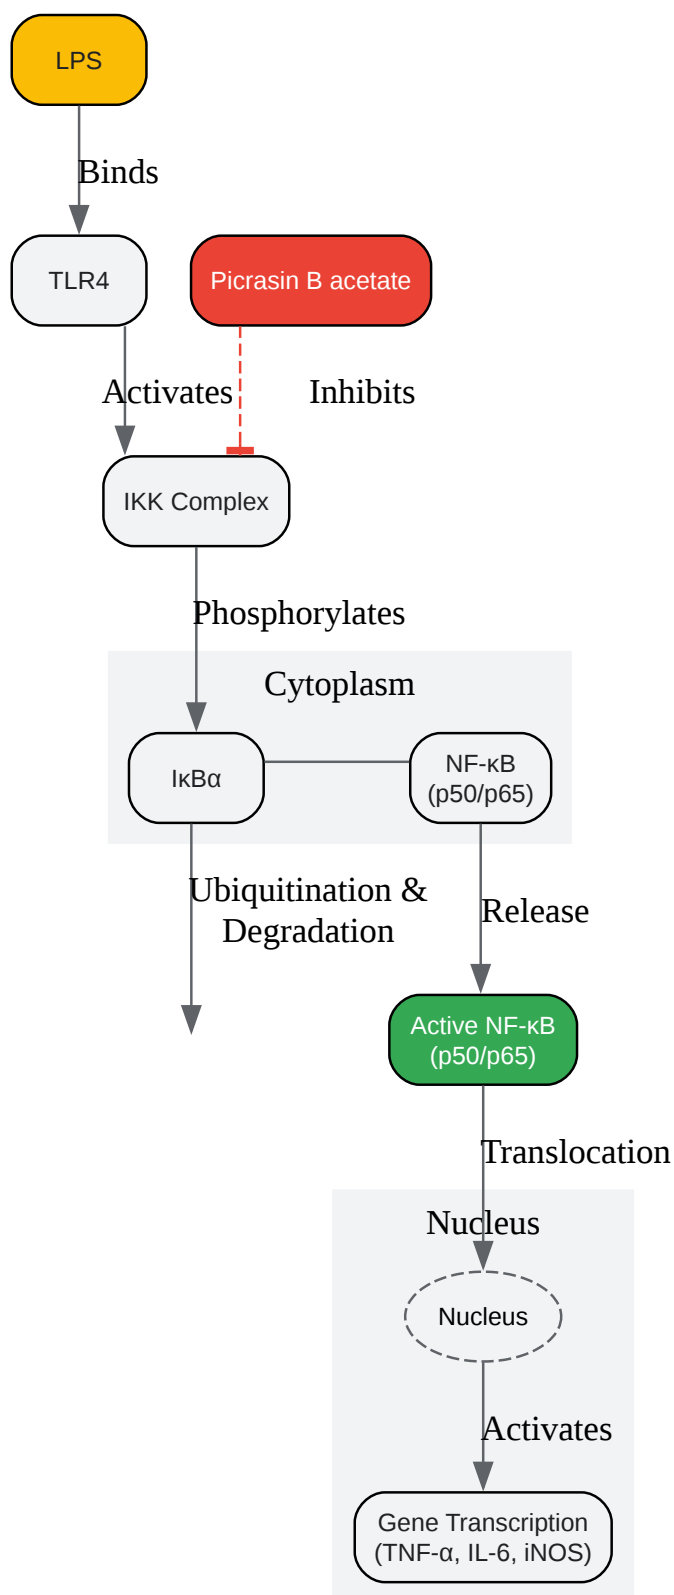 LPS
Binds
TLR4
Picrasin B acetate
Activates
Inhibits
IKK Complex
Phosphorylates
Cytoplasm
IκBα
NF-κB
(p50/p65)
Ubiquitination &
Degradation
Release
Active NF-κB
(p50/p65)
Translocation
Nucleus
Nucleus
Activates
Gene Transcription
(TNF-α, IL-6, iNOS)